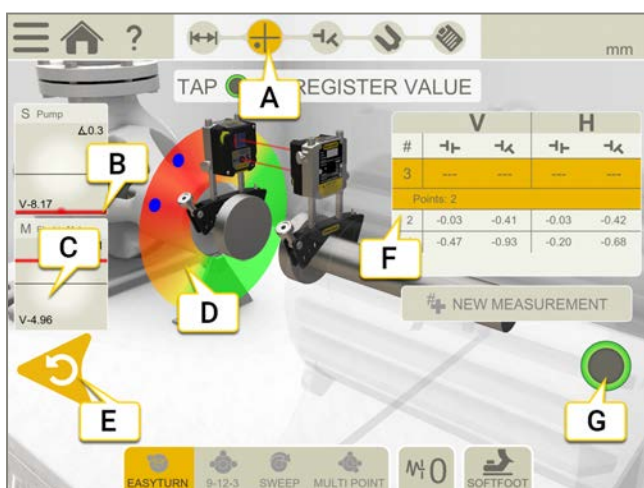 ?
mm
TAP REGISTER VALUE
A
S Pump
∡0.3
B
V-8.17
M
C
V-4.96
D
V H
#
3 --- --- --- ---
Points: 2
2 -0.03 -0.41 -0.03 -0.42
-0.47 -0.93 -0.20 -0.68
F
NEW MEASUREMENT
E
G
EASYTURN 9-12-3 SWEEP MULTI POINT 0 SOFTFOOT